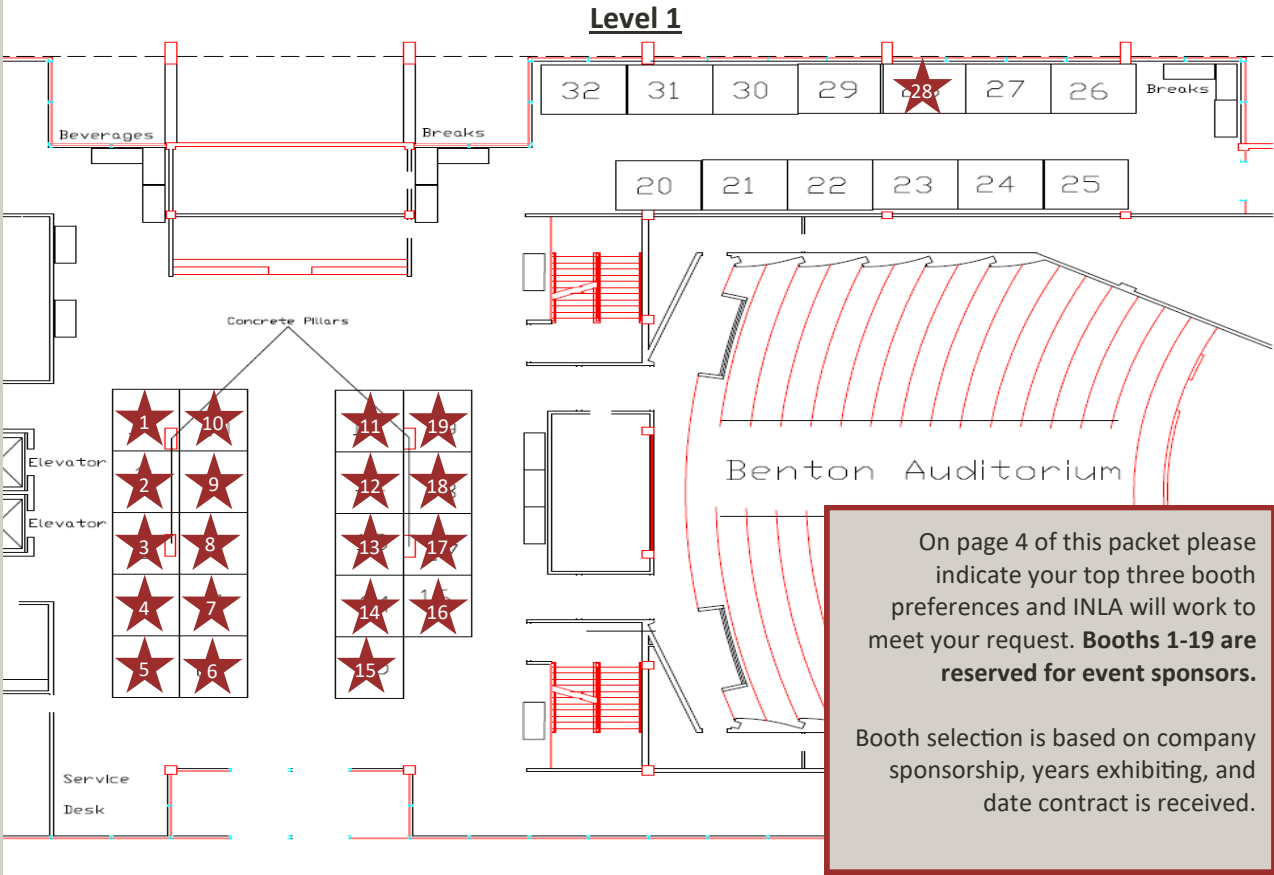 Level 1
32 31 30 29 28 27 26 Breaks
Beverages
Breaks
20 21 22 23 24 25
Concrete Pillars
1 10 11 19
Elevator
2 9 12 18
Benton Auditorium
Elevator
3 8 13 17
4 7 14 16
5 6 15
Service
Desk
On page 4 of this packet please
indicate your top three booth
preferences and INLA will work to
meet your request. Booths 1-19 are
reserved for event sponsors.
Booth selection is based on company
sponsorship, years exhibiting, and
date contract is received.